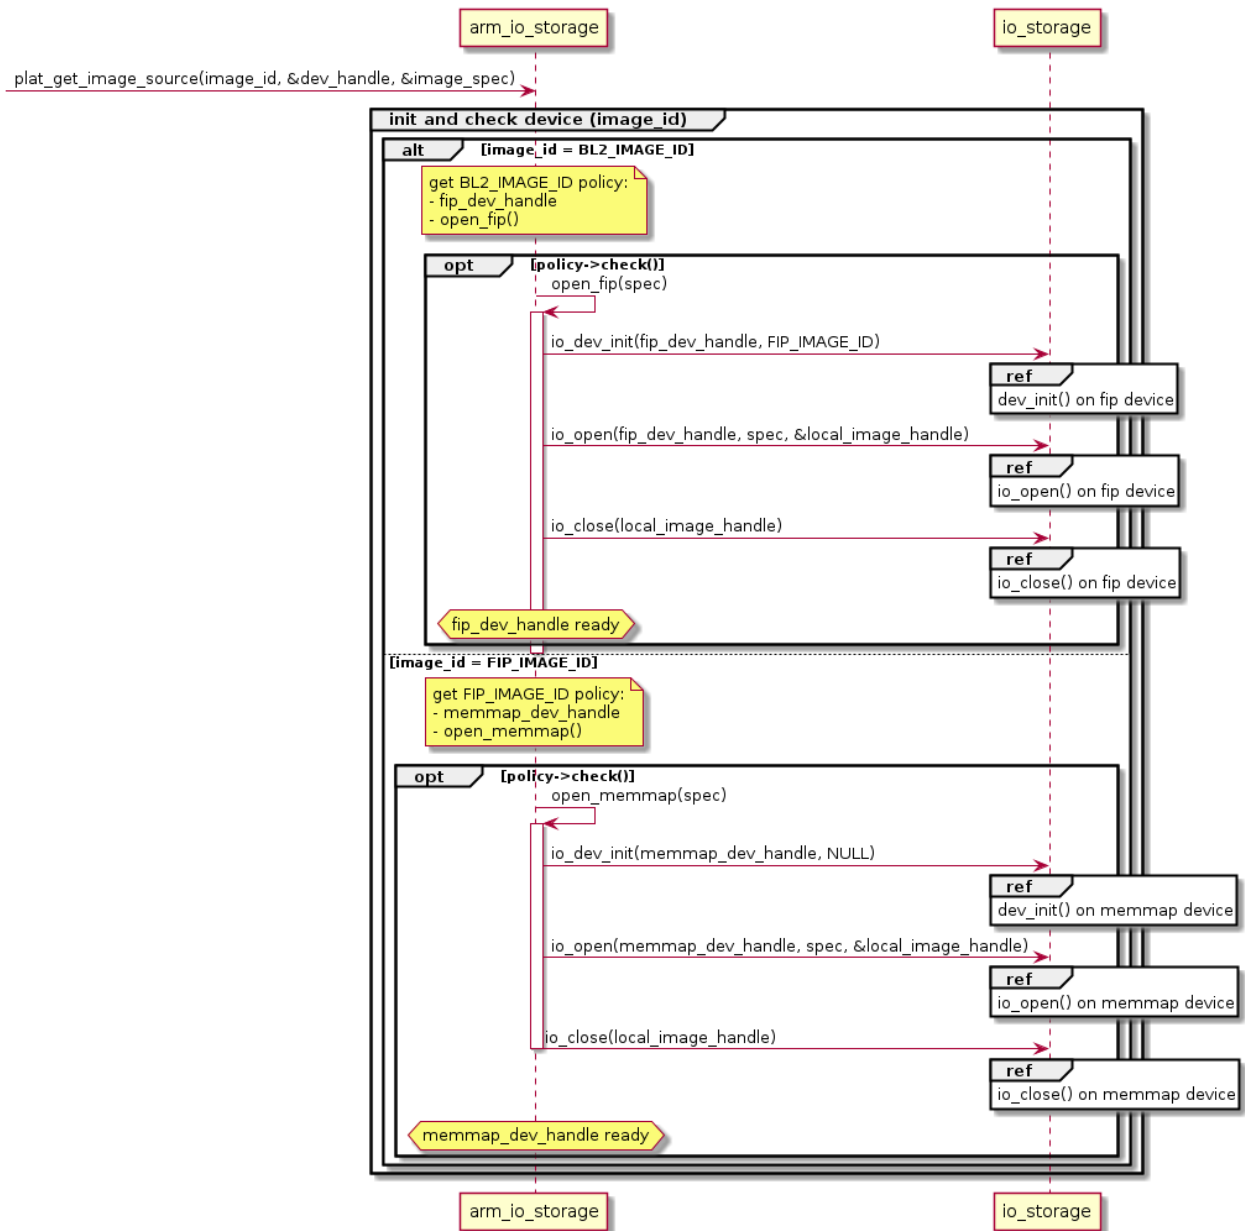 arm_io_storage
io_storage
plat_get_image_source(image_id, &dev_handle, &image_spec)
init and check device (image_id)
alt
[image_id = BL2_IMAGE_ID]
get BL2_IMAGE_ID policy:
- fip_dev_handle
- open_fip()
opt
[policy->check()]
open_fip(spec)
io_dev_init(fip_dev_handle, FIP_IMAGE_ID)
ref
dev_init() on fip device
io_open(fip_dev_handle, spec, &local_image_handle)
ref
io_open() on fip device
io_close(local_image_handle)
ref
io_close() on fip device
fip_dev_handle ready
[image_id = FIP_IMAGE_ID]
get FIP_IMAGE_ID policy:
- memmap_dev_handle
- open_memmap()
opt
[policy->check()]
open_memmap(spec)
io_dev_init(memmap_dev_handle, NULL)
ref
dev_init() on memmap device
io_open(memmap_dev_handle, spec, &local_image_handle)
ref
io_open() on memmap device
io_close(local_image_handle)
ref
io_close() on memmap device
memmap_dev_handle ready
arm_io_storage
io_storage